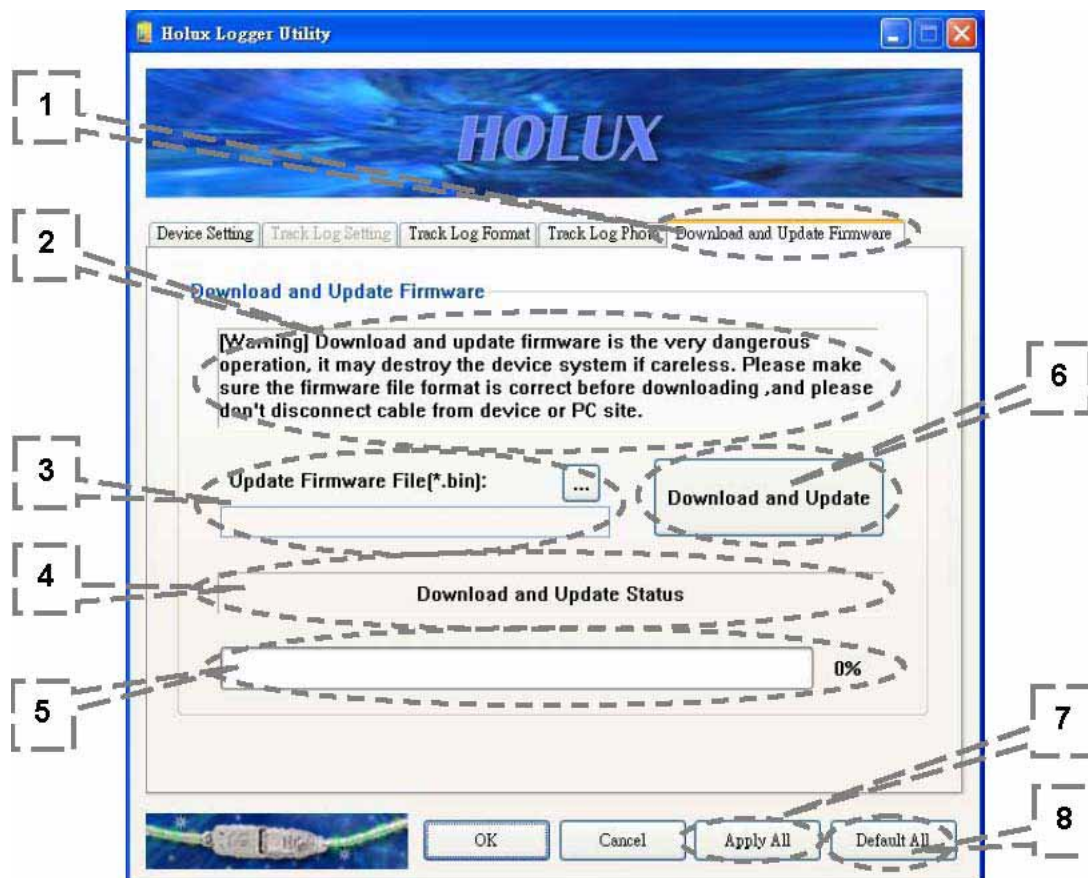 Holux Logger Utility
1
HOLUX
2
Device Setting Track Log Setting Track Log Format Track Log Photo Download and Update Firmware
Download and Update Firmware
[Warning] Download and update firmware is the very dangerous
operation, it may destroy the device system if careless. Please make
sure the firmware file format is correct before downloading ,and please
don't disconnect cable from device or PC site.
6
3
Update Firmware File(*.bin):
...
Download and Update
4
Download and Update Status
0%
5
7
8
OK Cancel Apply All Default All